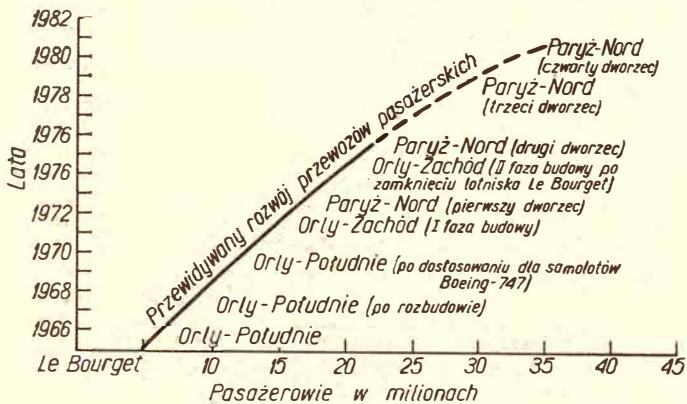 1982
1980
1978
1976
1972
1970
1968
1966
Lata
Przewidywany rozwój przewozów pasażerskich
Paryż-Nord
(czwarty dworzec)
Paryż-Nord
(trzeci dworzec)
Paryż-Nord (drugi dworzec)
Orly-Zachód (II faza budowy po
zamknięciu lotniska Le Bourget)
Paryż-Nord (pierwszy dworzec)
Orly-Zachód (I faza budowy)
Orly-Południe (po dostosowaniu dla samolotów
Boeing-747)
Orly-Południe (po rozbudowie)
Orly-Południe
Le Bourget 10 15 20 25 30 35 40 45
Pasażerowie w milionach